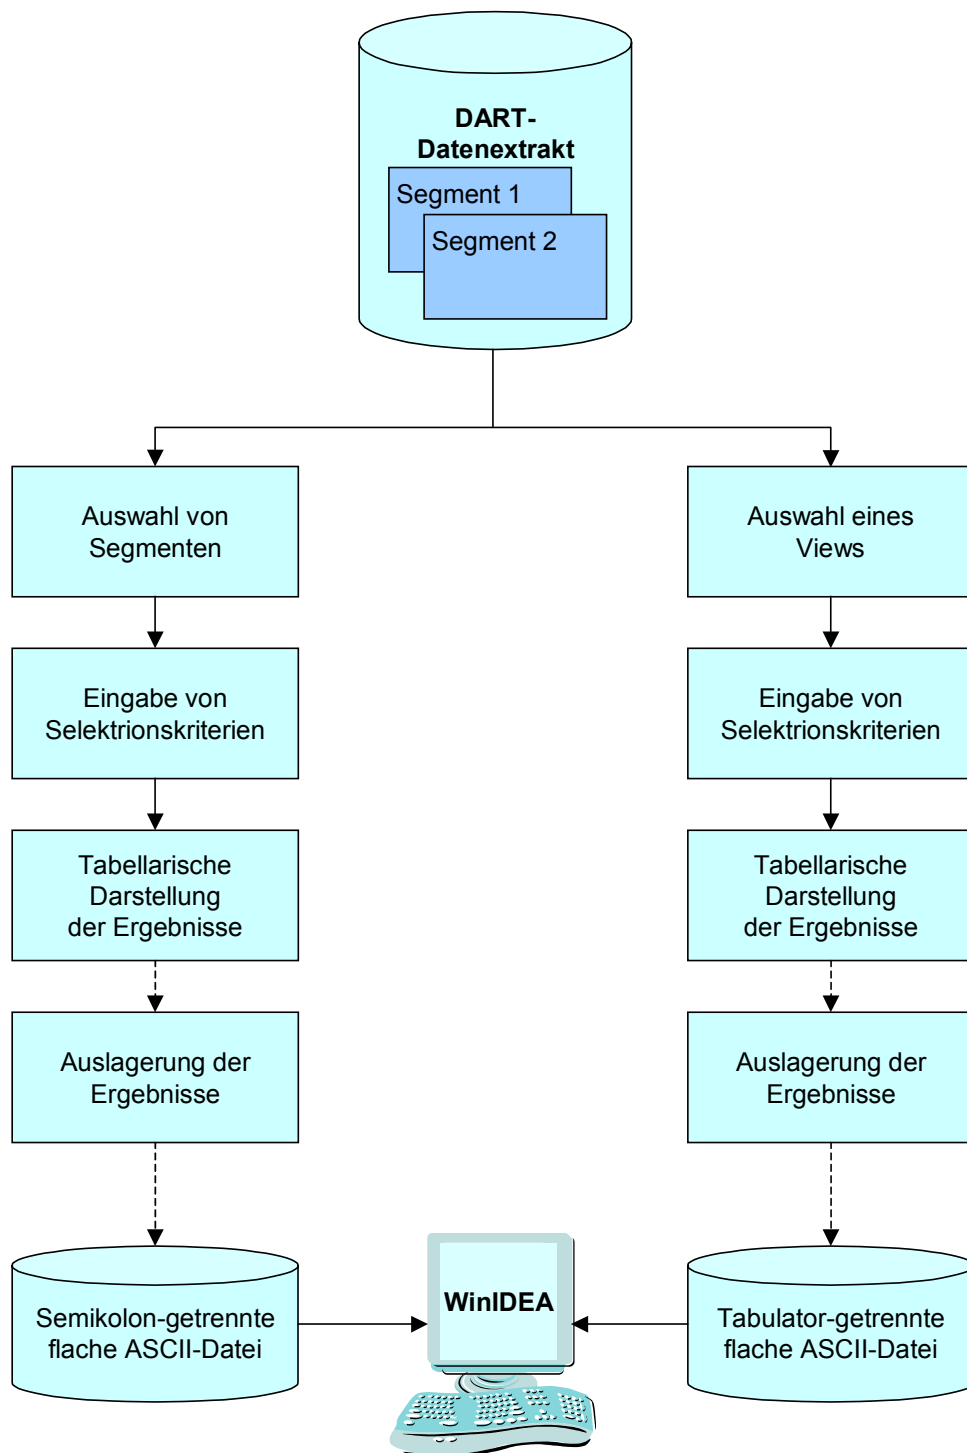 DART-
Datenextrakt
Segment 1
Segment 2
Auswahl von
Segmenten
Auswahl eines
Views
Eingabe von
Selektrionskriterien
Eingabe von
Selektrionskriterien
Tabellarische
Darstellung
der Ergebnisse
Tabellarische
Darstellung
der Ergebnisse
Auslagerung der
Ergebnisse
Auslagerung der
Ergebnisse
Semikolon-getrennte
flache ASCII-Datei
WinIDEA
Tabulator-getrennte
flache ASCII-Datei